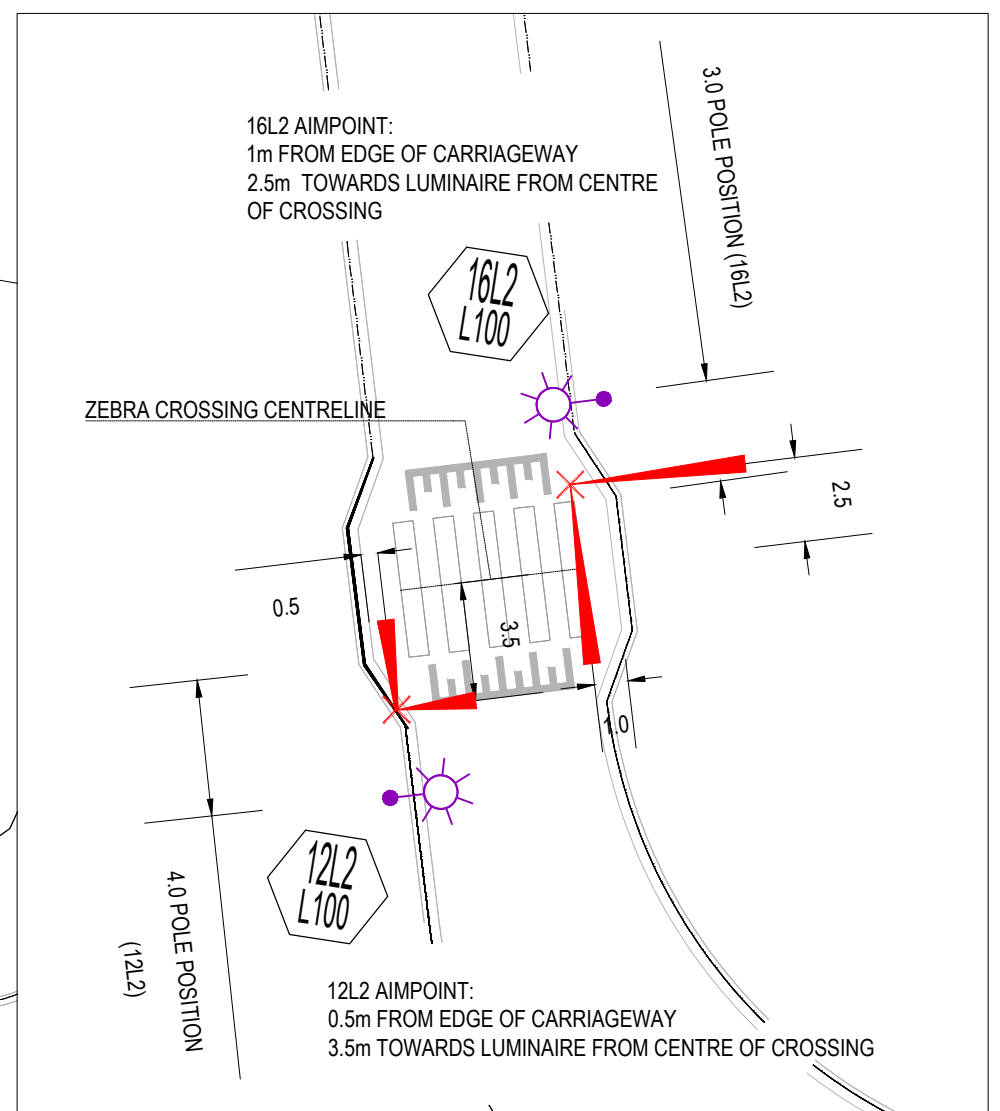 16L2 AIMPOINT:
1m FROM EDGE OF CARRIAGEWAY
2.5m TOWARDS LUMINAIRE FROM CENTRE
OF CROSSING
3.0 POLE POSITION (16L2)
16L2
L100
ZEBRA CROSSING CENTRELINE
2.5
0.5
3.5
1.0
12L2
L100
4.0 POLE POSITION
(12L2)
12L2 AIMPOINT:
0.5m FROM EDGE OF CARRIAGEWAY
3.5m TOWARDS LUMINAIRE FROM CENTRE OF CROSSING